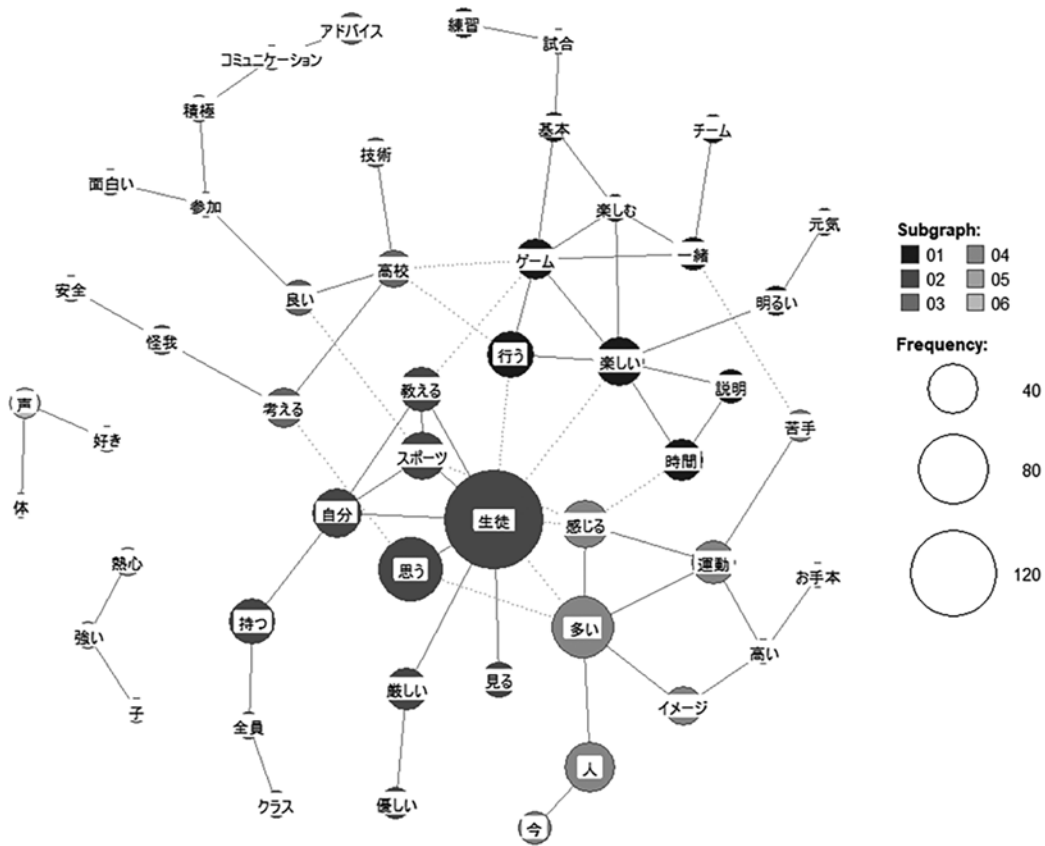 アドバイス
練習
コミュニケーション
試合
積極
基本
チーム
技術
面白い
参加
楽しむ
元気
Subgraph:
ゲーム
一緒
01
04
高校
02
05
安全
良い
明るい
03
06
怪我
Frequency:
行う
楽しい
教える
説明
40
声
考える
好き
スポーツ
苦手
時間
80
体
自分
生徒
感じる
熱心
思う
運動
お手本
120
持つ
多い
強い
厳しい
見る
高い
子
全員
イメージ
人
クラス
優しい
今